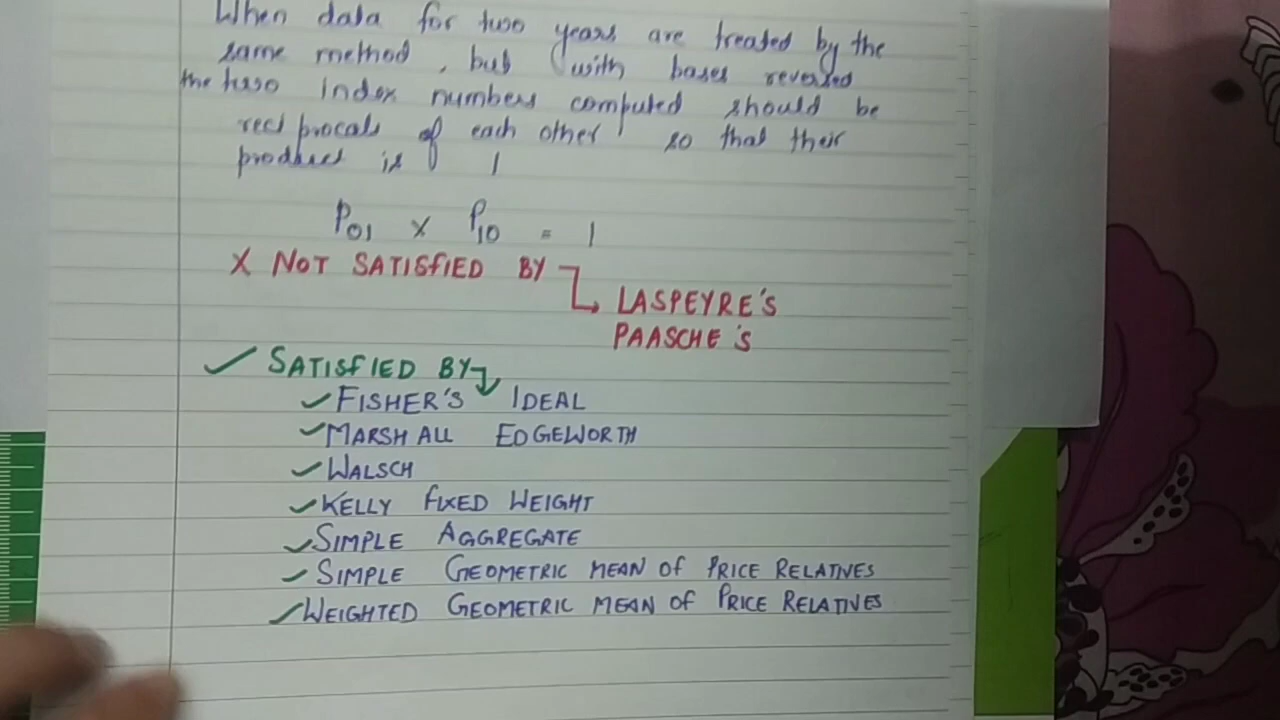 When data for two years are treated by the
same method, but with bases reversed
the two index numbers computed should be
reciprocals of each other so that their
product is 1
P01 x P10 = 1
X NOT SATISFIED BY
LASPEYRE'S
PAASCHE'S
✓ SATISFIED BY
✓ FISHER'S IDEAL
✓ MARSHALL EDGEWORTH
✓ WALSCH
✓ KELLY FIXED WEIGHT
✓ SIMPLE AGGREGATE
✓ SIMPLE GEOMETRIC MEAN OF PRICE RELATIVES
✓ WEIGHTED GEOMETRIC MEAN OF PRICE RELATIVES